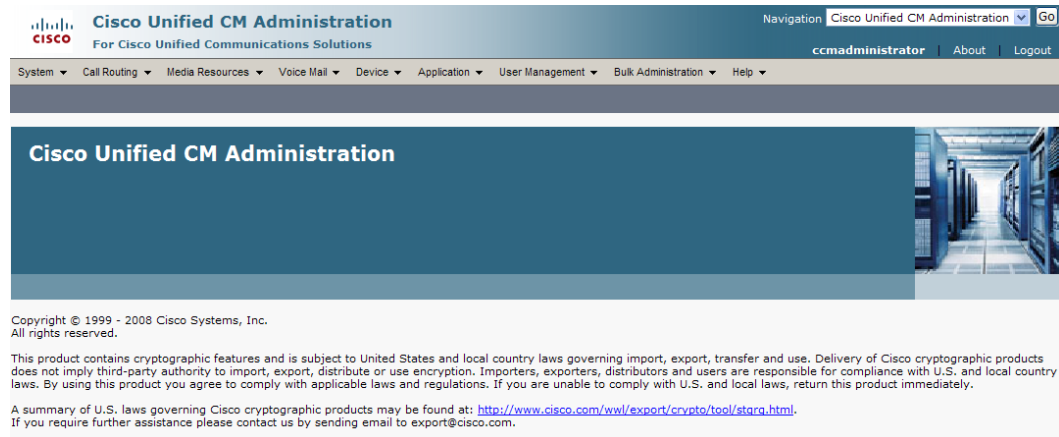 Cisco Unified CM Administration
Navigation Cisco Unified CM Administration Go
CISCO
For Cisco Unified Communications Solutions
ccmadministrator | About | Logout
System Call Routing Media Resources Voice Mail Device Application User Management Bulk Administration Help
Cisco Unified CM Administration
Copyright © 1999 - 2008 Cisco Systems, Inc.
All rights reserved.
This product contains cryptographic features and is subject to United States and local country laws governing import, export, transfer and use. Delivery of Cisco cryptographic products
does not imply third-party authority to import, export, distribute or use encryption. Importers, exporters, distributors and users are responsible for compliance with U.S. and local country
laws. By using this product you agree to comply with applicable laws and regulations. If you are unable to comply with U.S. and local laws, return this product immediately.
A summary of U.S. laws governing Cisco cryptographic products may be found at: http://www.cisco.com/wwl/export/crypto/tool/stqrg.html.
If you require further assistance please contact us by sending email to export@cisco.com.